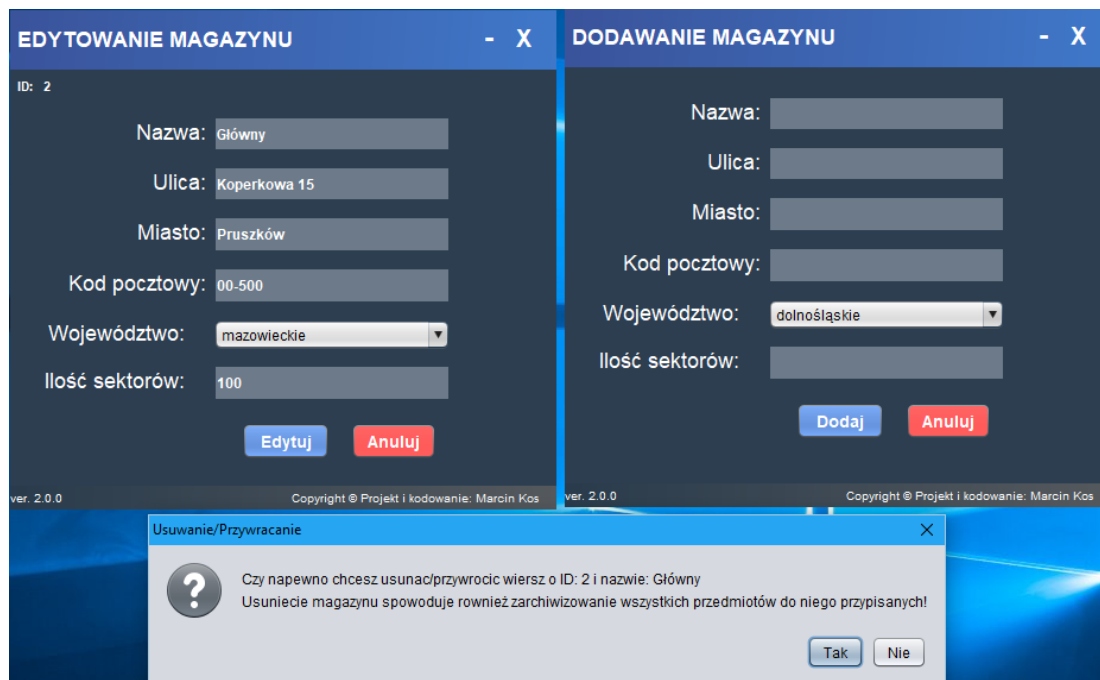 EDYTOWANIE MAGAZYNU - X
ID: 2
Nazwa: Główny
Ulica: Koperkowa 15
Miasto: Pruszków
Kod pocztowy: 00-500
Województwo: mazowieckie
Ilość sektorów: 100
Edytuj Anuluj
ver. 2.0.0 Copyright © Projekt i kodowanie: Marcin Kos
DODAWANIE MAGAZYNU - X
Nazwa:
Ulica:
Miasto:
Kod pocztowy:
Województwo: dolnośląskie
Ilość sektorów:
Dodaj Anuluj
ver. 2.0.0 Copyright © Projekt i kodowanie: Marcin Kos
Usuwanie/Przywracanie
Czy napewno chcesz usunac/przywrocic wiersz o ID: 2 i nazwie: Główny
Usuniecie magazynu spowoduje rownież zarchiwizowanie wszystkich przedmiotów do niego przypisanych!
Tak Nie